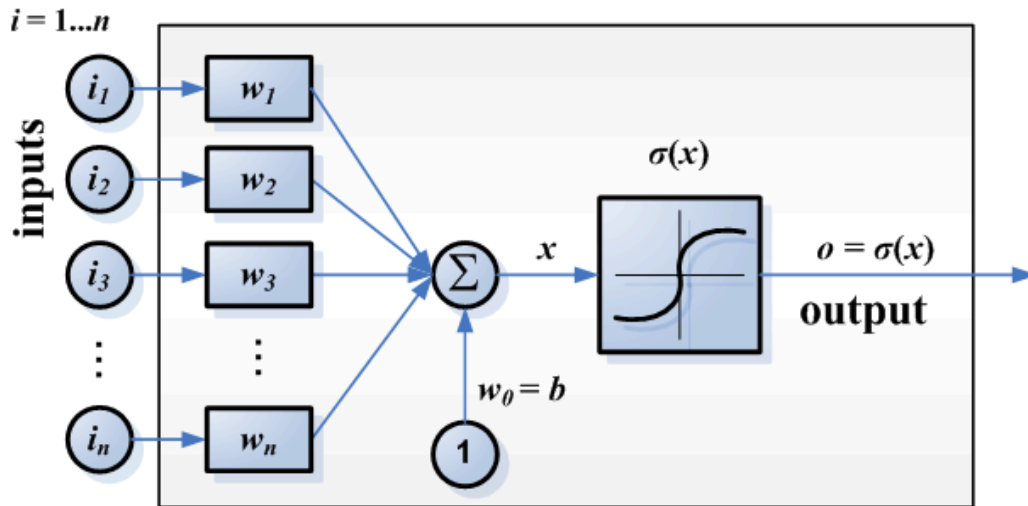 i = 1...n
inputs
i₁
w₁
i₂
w₂
i₃
w₃
iₙ
wₙ
Σ
w₀ = b
1
x
σ(x)
o = σ(x)
output